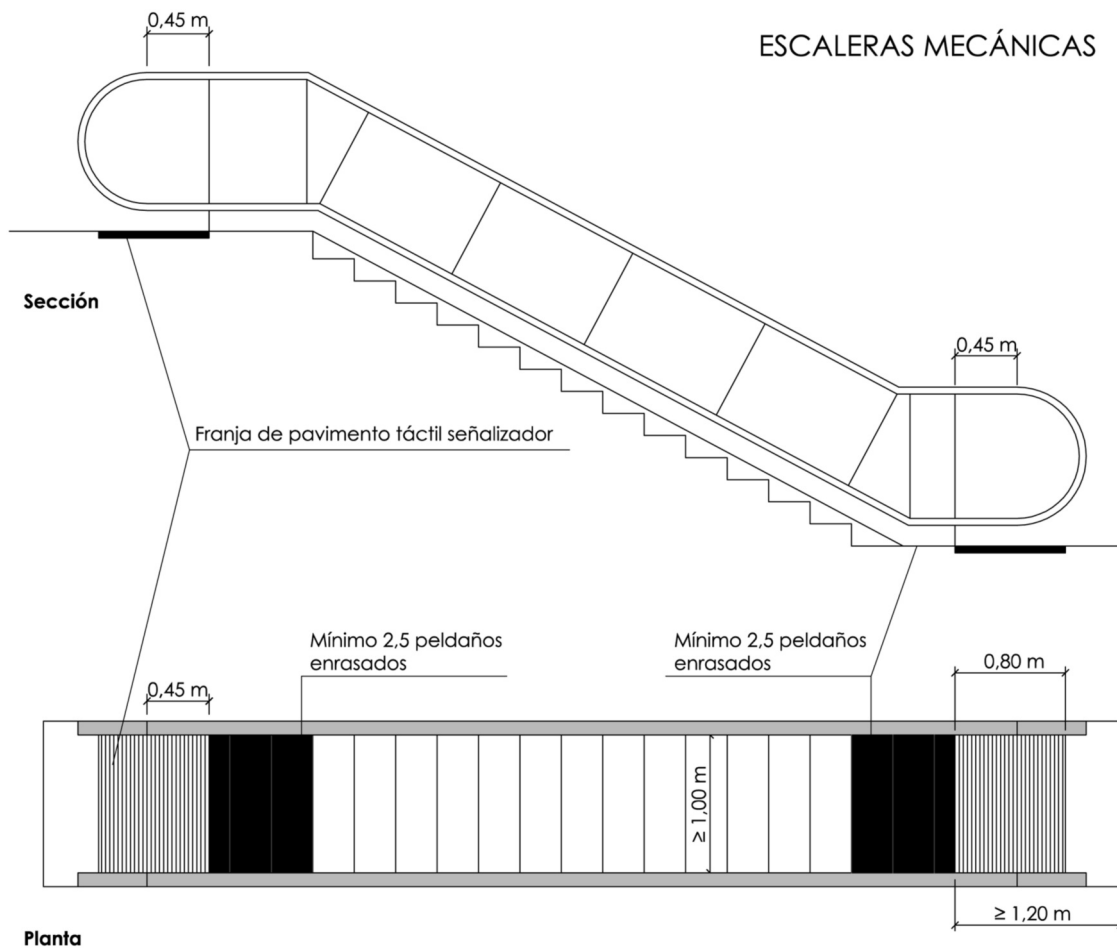 0,45 m
ESCALERAS MECÁNICAS
Sección
0,45 m
Franja de pavimento táctil señalizador
Mínimo 2,5 peldaños
enrasados
Mínimo 2,5 peldaños
enrasados
0,80 m
0,45 m
≥ 1,00 m
≥ 1,20 m
Planta